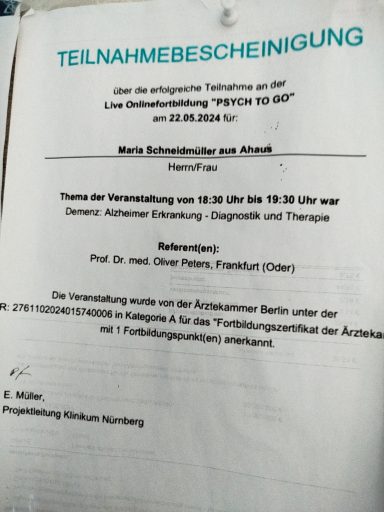 TEILNAHMEBESCHEINIGUNG
über die erfolgreiche Teilnahme an der
Live Onlinefortbildung "PSYCH TO GO"
am 22.05.2024 für:
Maria Schneidmüller aus Ahaus
Herrn/Frau
Thema der Veranstaltung von 18:30 Uhr bis 19:30 Uhr war
Demenz: Alzheimer Erkrankung - Diagnostik und Therapie
Referent(en):
Prof. Dr. med. Oliver Peters, Frankfurt (Oder)
Die Veranstaltung wurde von der Ärztekammer Berlin unter der
R: 2761102024015740006 in Kategorie A für das "Fortbildungszertifikat der Ärzteka
mit 1 Fortbildungspunkt(en) anerkannt.
E. Müller,
Projektleitung Klinikum Nürnberg